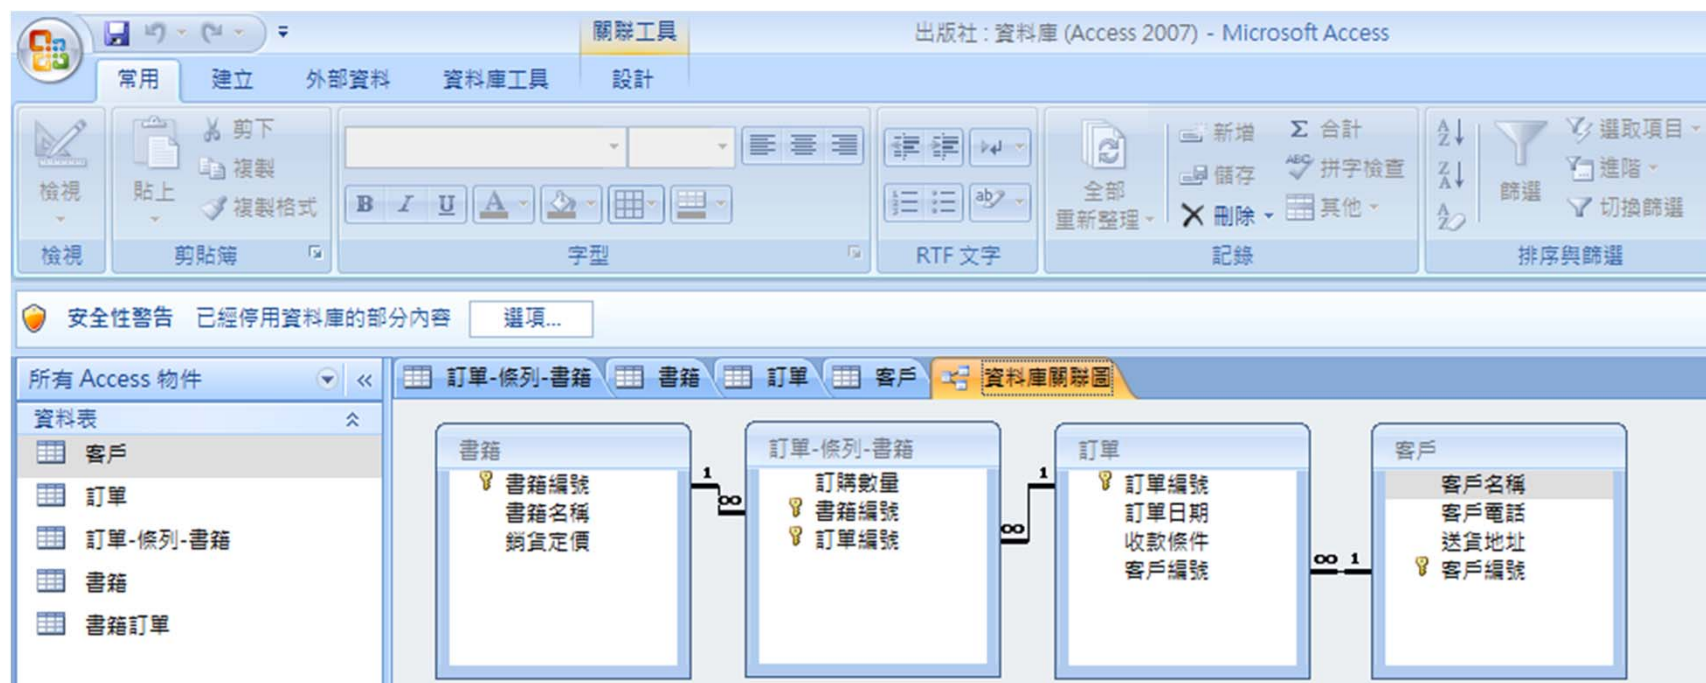 關聯工具
出版社 : 資料庫 (Access 2007) - Microsoft Access
常用 建立 外部資料 資料庫工具 設計
檢視
貼上
剪下
複製
複製格式
B I U A
ab
全部
重新整理
新增
儲存
刪除
Σ 合計
ABC 拼字檢查
其他
篩選
選取項目
進階
切換篩選
檢視 剪貼簿 字型 RTF 文字 記錄 排序與篩選
安全性警告 已經停用資料庫的部分內容 選項...
所有 Access 物件 «
資料表
客戶
訂單
訂單-條列-書籍
書籍
書籍訂單
訂單-條列-書籍 書籍 訂單 客戶 資料庫關聯圖
書籍
書籍編號
書籍名稱
銷貨定價
1 ∞
訂單-條列-書籍
訂購數量
書籍編號
訂單編號
1 ∞
訂單
訂單編號
訂單日期
收款條件
客戶編號
∞ 1
客戶
客戶名稱
客戶電話
送貨地址
客戶編號